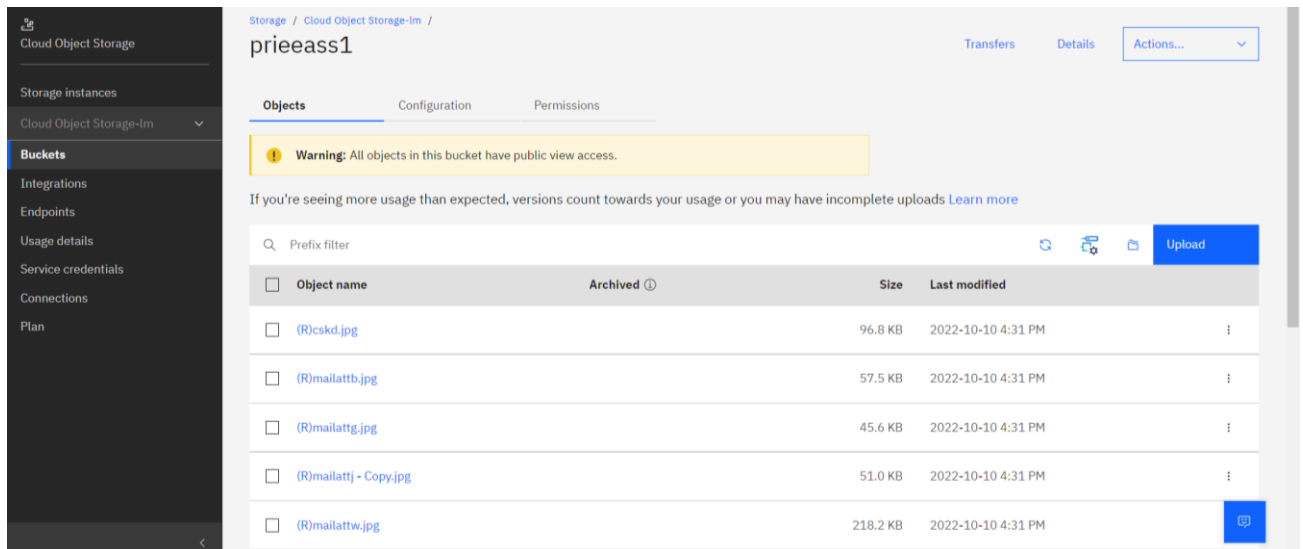 Cloud Object Storage
Storage instances
Cloud Object Storage-lm
Buckets
Integrations
Endpoints
Usage details
Service credentials
Connections
Plan
Storage / Cloud Object Storage-lm /
prieeass1
Transfers Details Actions...
Objects Configuration Permissions
Warning: All objects in this bucket have public view access.
If you're seeing more usage than expected, versions count towards your usage or you may have incomplete uploads Learn more
Prefix filter Upload
Object name Archived Size Last modified
(R)cskd.jpg 96.8 KB 2022-10-10 4:31 PM
(R)mailattb.jpg 57.5 KB 2022-10-10 4:31 PM
(R)mailattg.jpg 45.6 KB 2022-10-10 4:31 PM
(R)mailattj - Copy.jpg 51.0 KB 2022-10-10 4:31 PM
(R)mailattw.jpg 218.2 KB 2022-10-10 4:31 PM